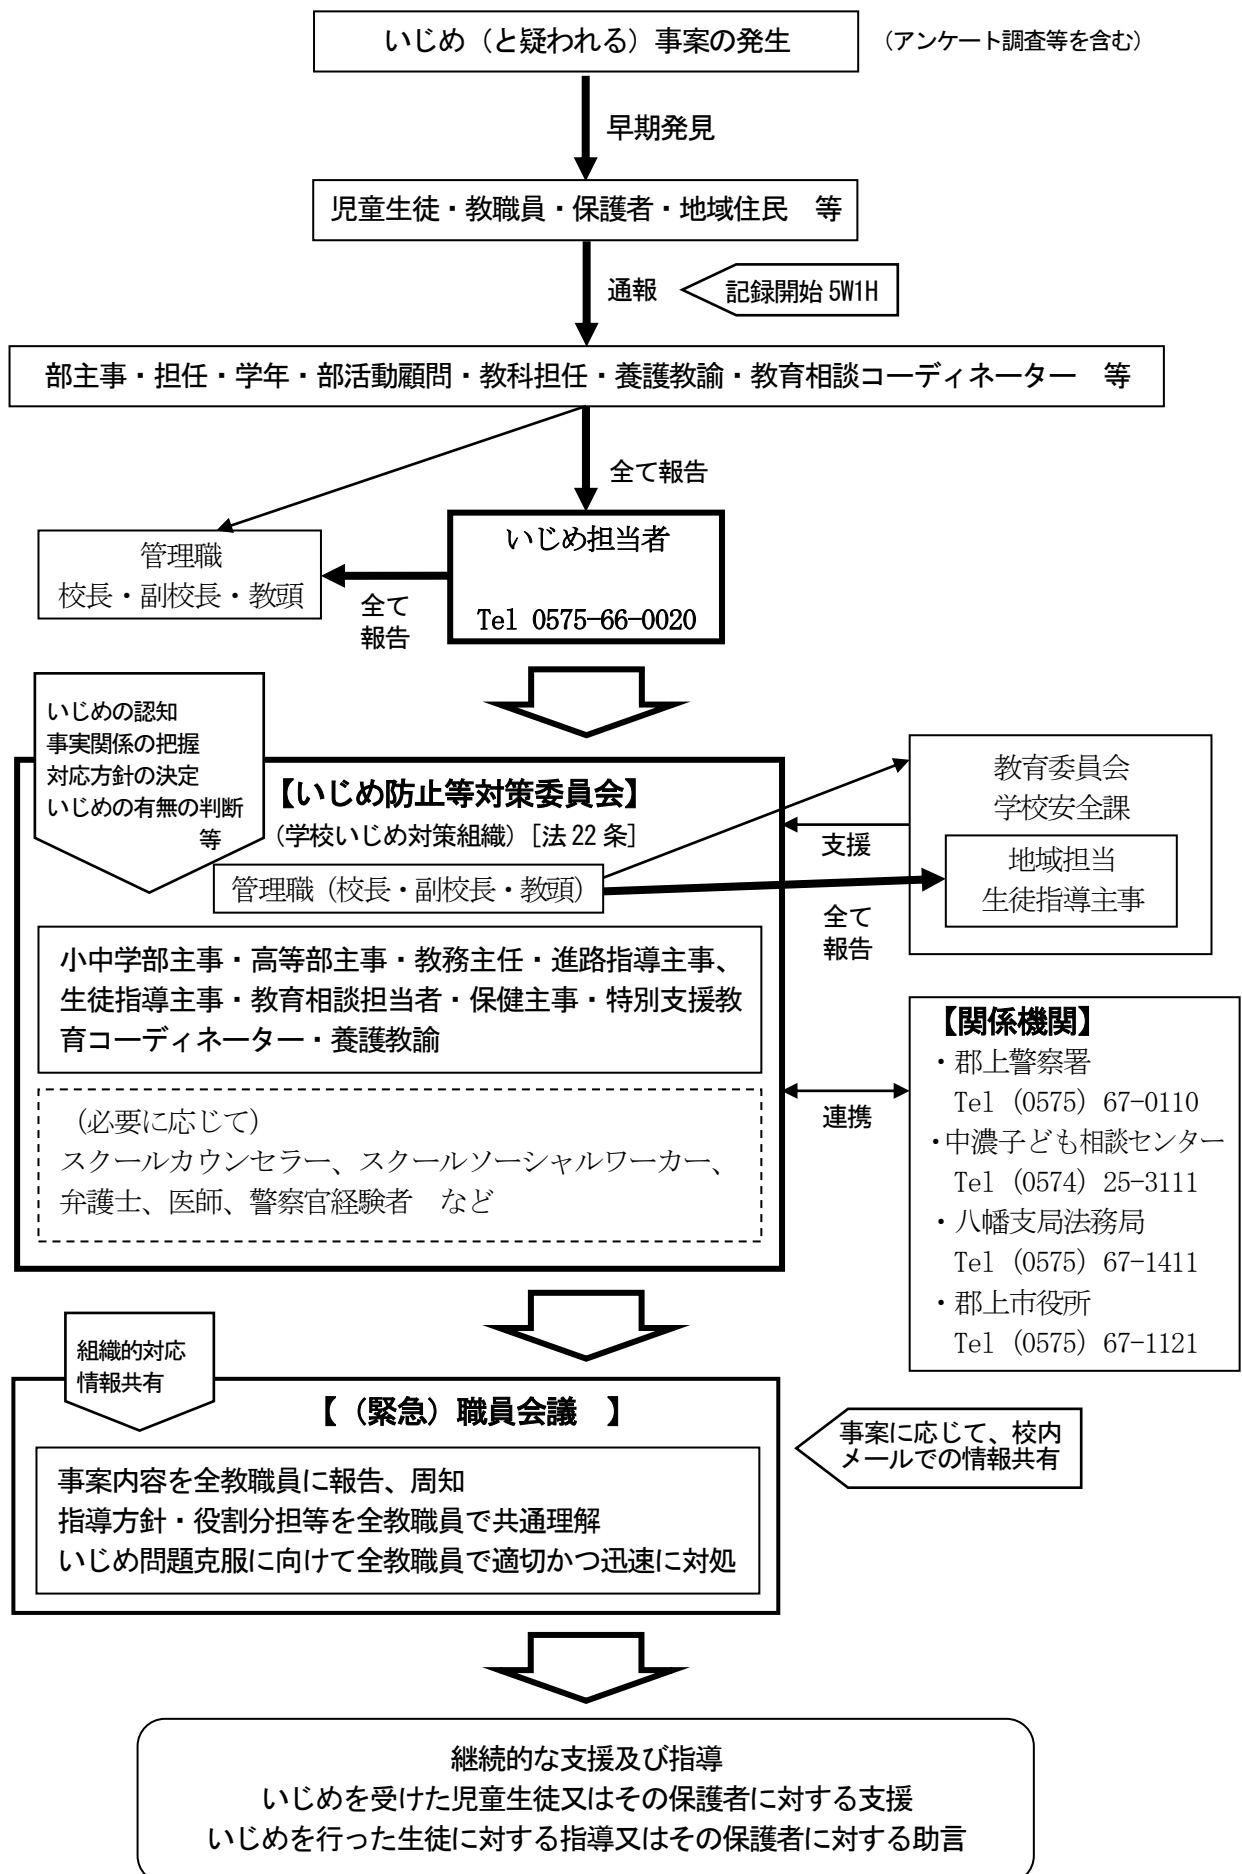 いじめ（と疑われる）事案の発生
（アンケート調査等を含む）
早期発見
児童生徒・教職員・保護者・地域住民　等
通報
記録開始 5W1H
部主事・担任・学年・部活動顧問・教科担任・養護教諭・教育相談コーディネーター　等
全て報告
いじめ担当者
Tel 0575-66-0020
管理職
校長・副校長・教頭
全て
報告
いじめの認知
事実関係の把握
対応方針の決定
いじめの有無の判断
等
【いじめ防止等対策委員会】
（学校いじめ対策組織）［法 22 条］
管理職（校長・副校長・教頭）
小中学部主事・高等部主事・教務主任・進路指導主事、
生徒指導主事・教育相談担当者・保健主事・特別支援教
育コーディネーター・養護教諭
（必要に応じて）
スクールカウンセラー、スクールソーシャルワーカー、
弁護士、医師、警察官経験者　など
教育委員会
学校安全課
地域担当
生徒指導主事
支援
全て
報告
【関係機関】
・郡上警察署
Tel（0575）67-0110
・中濃子ども相談センター
Tel（0574）25-3111
・八幡支局法務局
Tel（0575）67-1411
・郡上市役所
Tel（0575）67-1121
連携
組織的対応
情報共有
【（緊急）職員会議　】
事案内容を全教職員に報告、周知
指導方針・役割分担等を全教職員で共通理解
いじめ問題克服に向けて全教職員で適切かつ迅速に対処
事案に応じて、校内
メールでの情報共有
継続的な支援及び指導
いじめを受けた児童生徒又はその保護者に対する支援
いじめを行った生徒に対する指導又はその保護者に対する助言